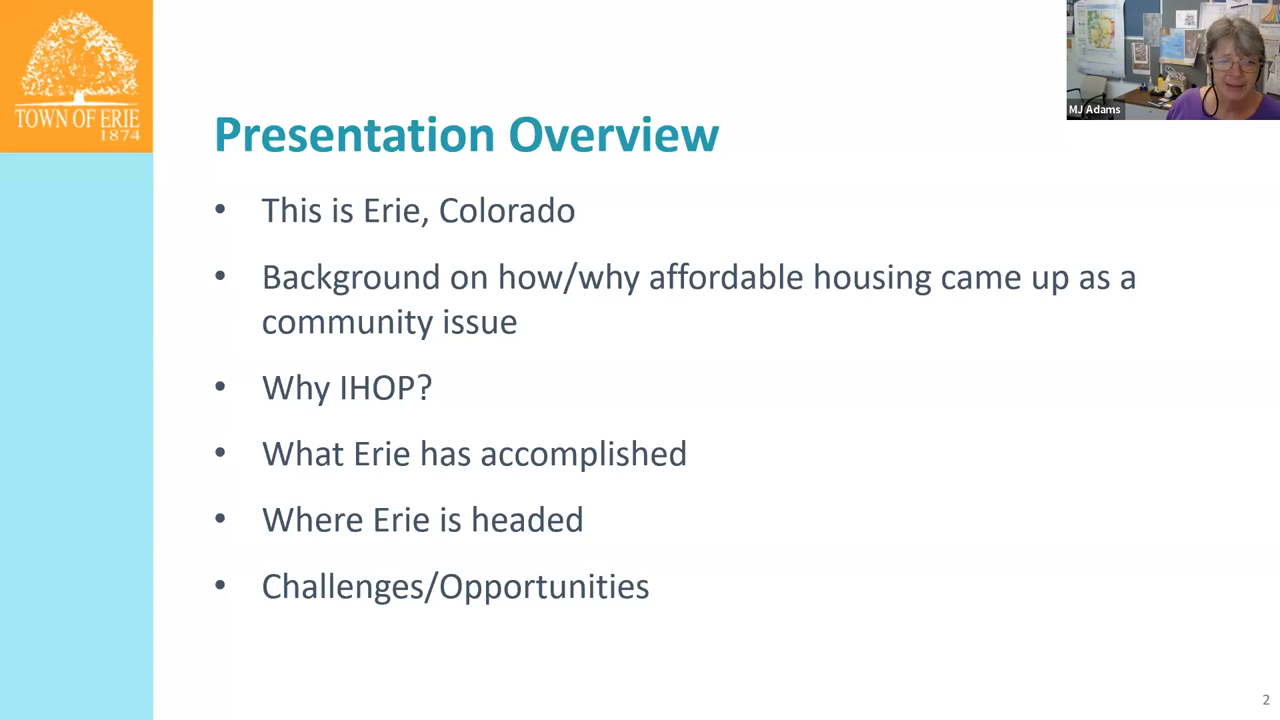 TOWN OF ERIE
1874
MJ Adams
Presentation Overview
• This is Erie, Colorado
• Background on how/why affordable housing came up as a
community issue
• Why IHOP?
• What Erie has accomplished
• Where Erie is headed
• Challenges/Opportunities
2